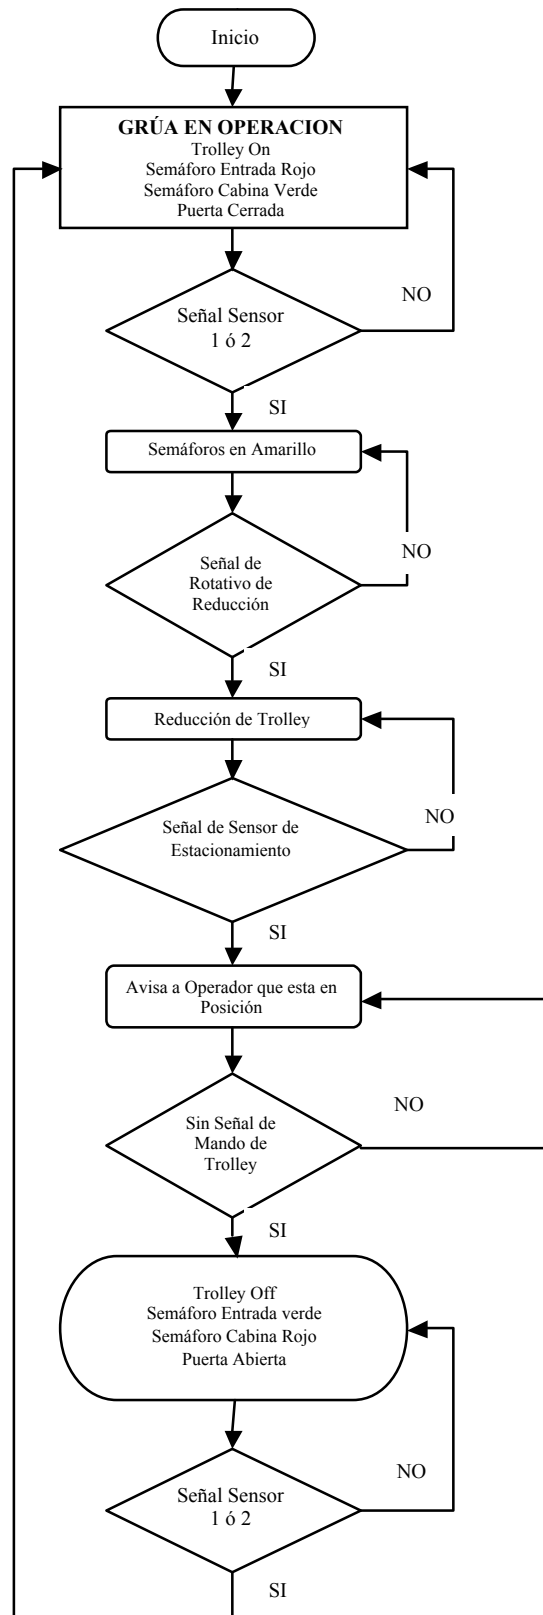 Inicio
GRÚA EN OPERACION
Trolley On
Semáforo Entrada Rojo
Semáforo Cabina Verde
Puerta Cerrada
NO
Señal Sensor
1 ó 2
SI
Semáforos en Amarillo
NO
Señal de
Rotativo de
Reducción
SI
Reducción de Trolley
NO
Señal de Sensor de
Estacionamiento
SI
Avisa a Operador que esta en
Posición
NO
Sin Señal de
Mando de
Trolley
SI
Trolley Off
Semáforo Entrada verde
Semáforo Cabina Rojo
Puerta Abierta
NO
Señal Sensor
1 ó 2
SI